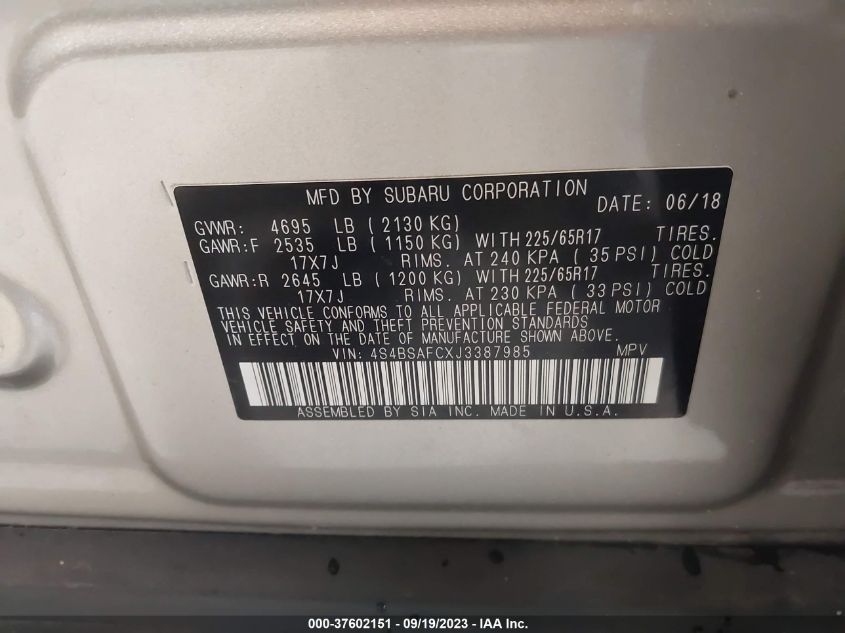 MFD BY SUBARU CORPORATION DATE: 06/18
GVWR: 4695 LB (2130 KG)
GAWR:F 2535 LB (1150 KG) WITH 225/65R17 TIRES.
17X7J RIMS. AT 240 KPA (35 PSI) COLD
GAWR:R 2645 LB (1200 KG) WITH 225/65R17 TIRES.
17X7J RIMS. AT 230 KPA (33 PSI) COLD
THIS VEHICLE CONFORMS TO ALL APPLICABLE FEDERAL MOTOR
VEHICLE SAFETY AND THEFT PREVENTION STANDARDS
IN EFFECT ON THE DATE OF MANUFACTURE SHOWN ABOVE.
VIN: 4S4BSAFCXJ3387985 MPV
ASSEMBLED BY SIA INC. MADE IN U.S.A.
000-37602151 - 09/19/2023 - IAA Inc.